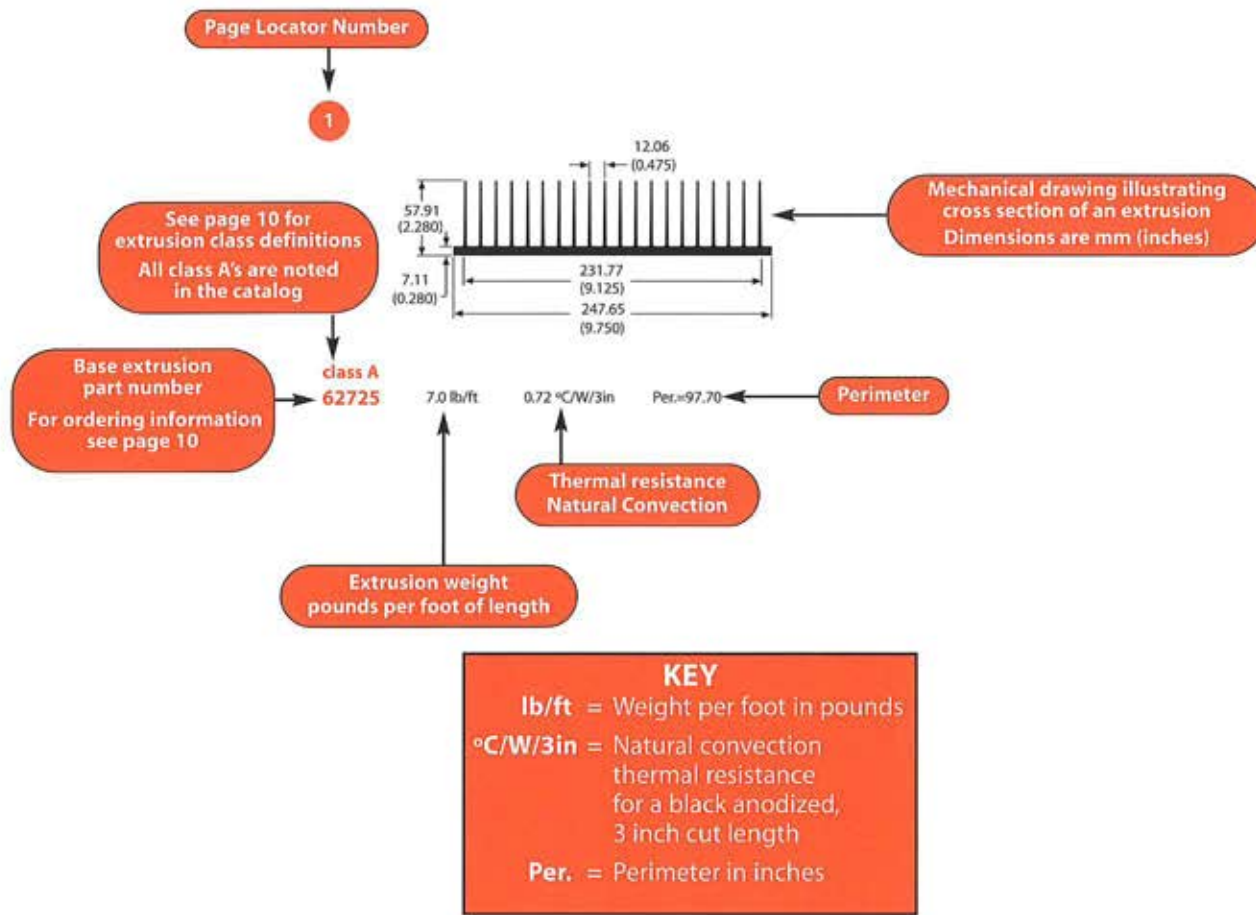 Page Locator Number
1
12.06
(0.475)
57.91
(2.280)
7.11
(0.280)
231.77
(9.125)
247.65
(9.750)
Mechanical drawing illustrating
cross section of an extrusion
Dimensions are mm (inches)
See page 10 for
extrusion class definitions
All class A's are noted
in the catalog
Base extrusion
part number
For ordering information
see page 10
class A
62725
7.0 lb/ft
0.72 ºC/W/3in
Per.=97.70
Perimeter
Thermal resistance
Natural Convection
Extrusion weight
pounds per foot of length
KEY
lb/ft = Weight per foot in pounds
ºC/W/3in = Natural convection
thermal resistance
for a black anodized,
3 inch cut length
Per. = Perimeter in inches